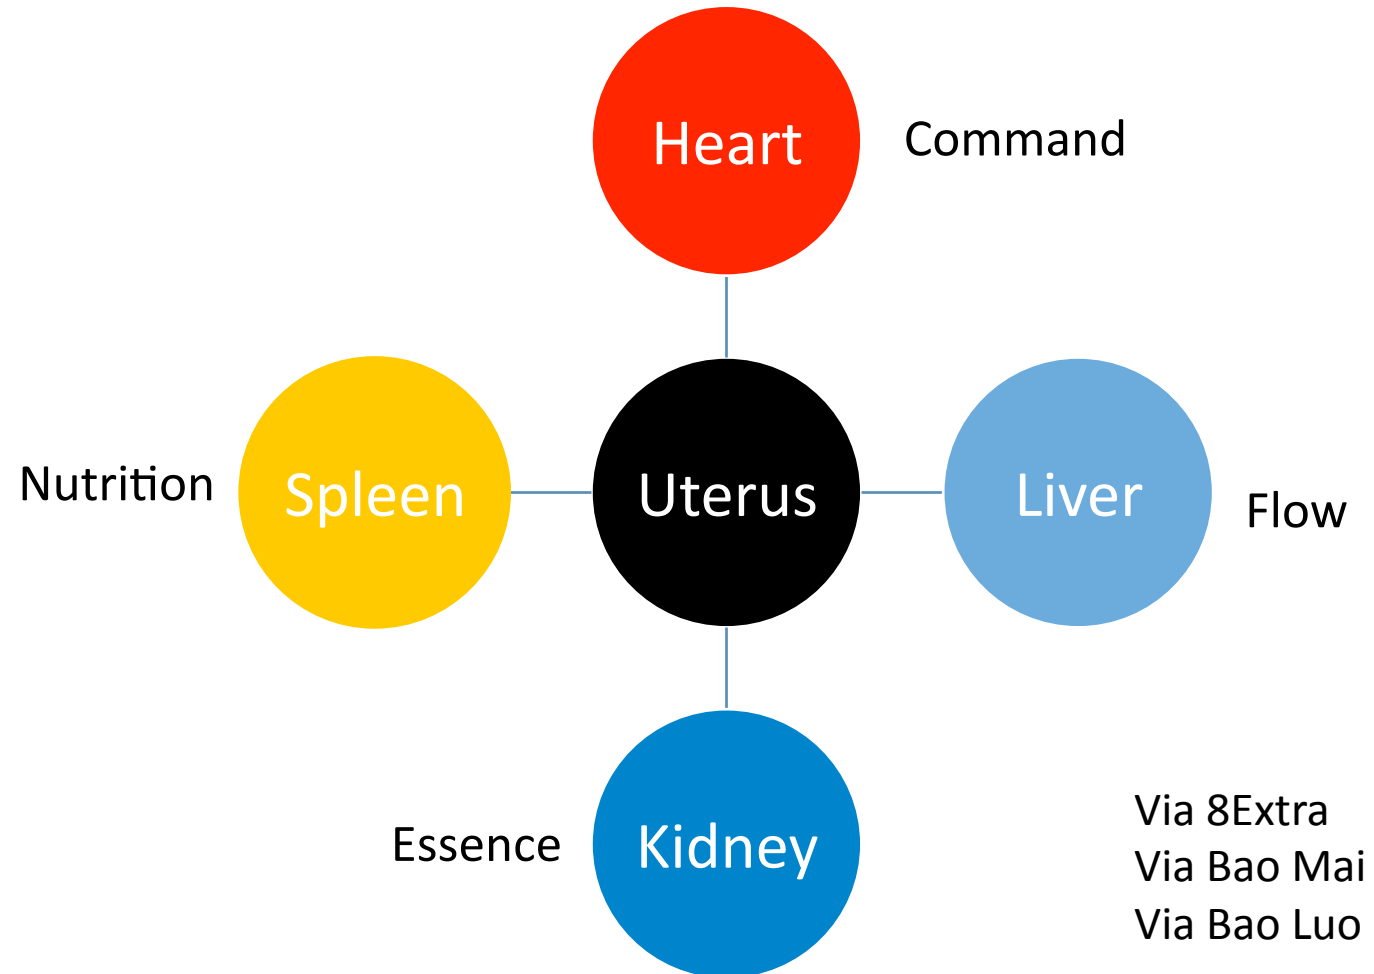 Heart
Command
Nutrition
Spleen
Uterus
Liver
Flow
Essence
Kidney
Via 8Extra
Via Bao Mai
Via Bao Luo